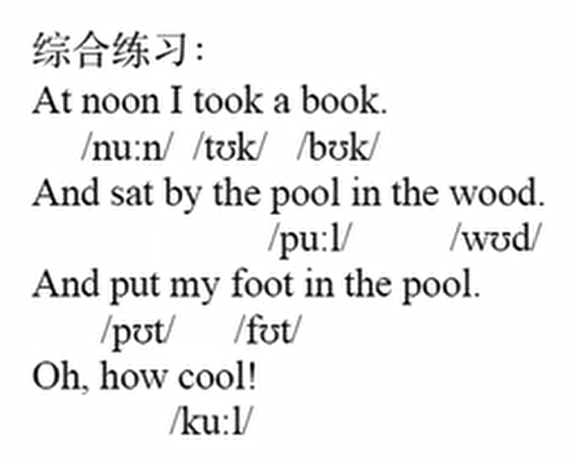 综合练习：
At noon I took a book.
/nu:n/ /tʊk/ /bʊk/
And sat by the pool in the wood.
/pu:l/ /wʊd/
And put my foot in the pool.
/pʊt/ /fʊt/
Oh, how cool!
/ku:l/